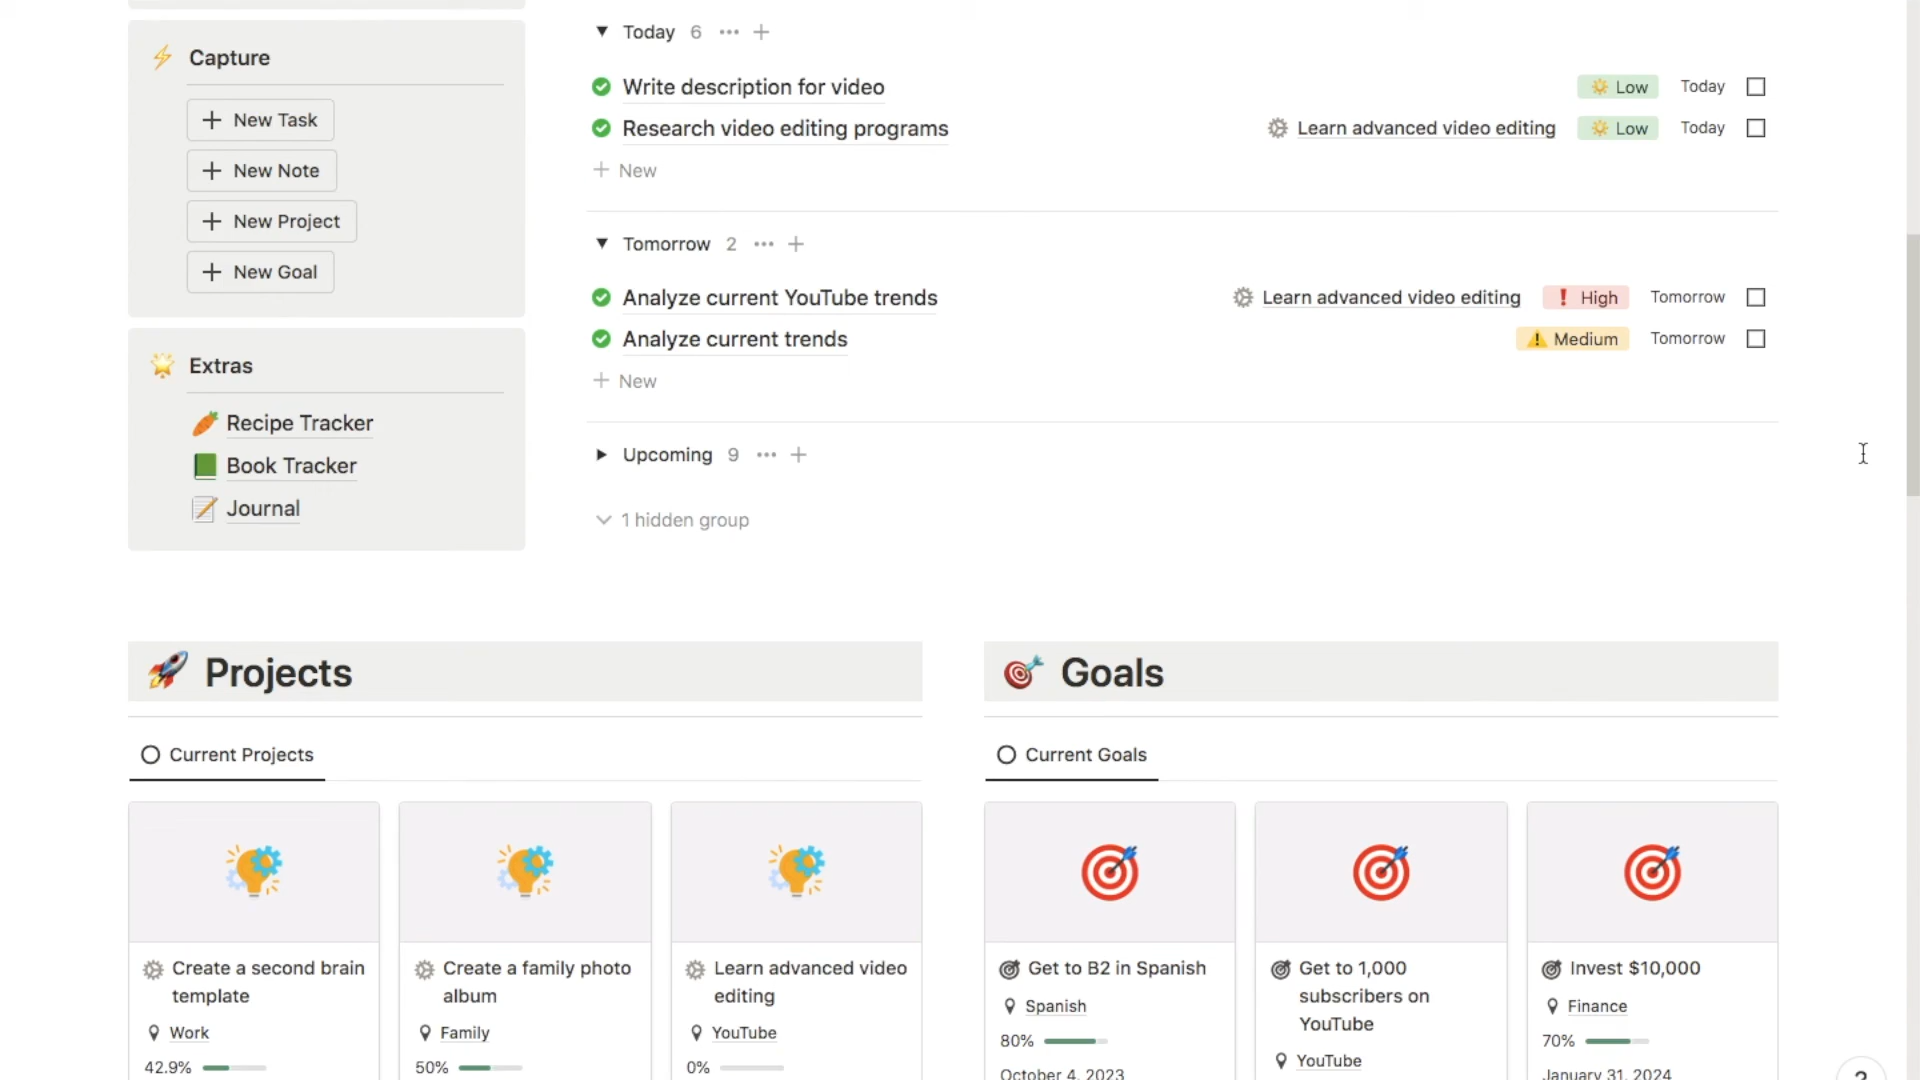 Capture
New Task
New Note
New Project
New Goal
Extras
Recipe Tracker
Book Tracker
Journal
Today 6
Write description for video Low Today
Research video editing programs Learn advanced video editing Low Today
New
Tomorrow 2
Analyze current YouTube trends Learn advanced video editing High Tomorrow
Analyze current trends Medium Tomorrow
New
Upcoming 9
1 hidden group
Projects
Current Projects
Create a second brain
template
Work
42.9%
Create a family photo
album
Family
50%
Learn advanced video
editing
YouTube
0%
Goals
Current Goals
Get to B2 in Spanish
Spanish
80%
October 4, 2023
Get to 1,000
subscribers on
YouTube
YouTube
Invest $10,000
Finance
70%
January 31, 2024
?